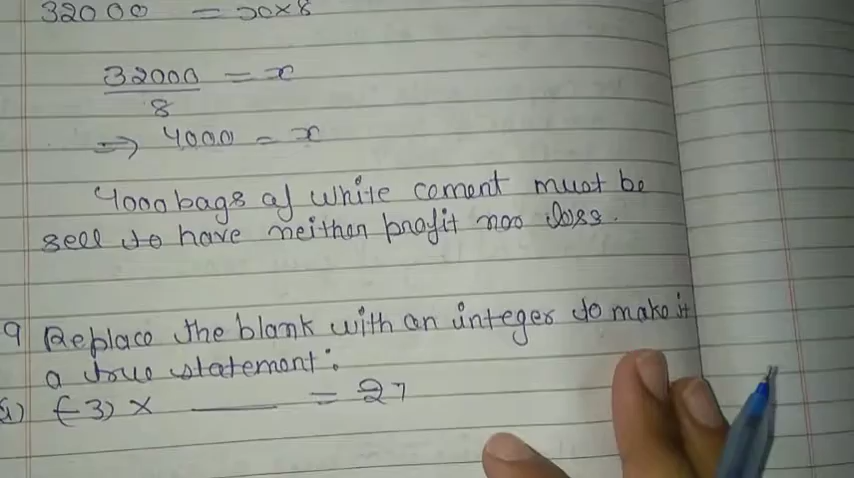 32000 = x×8
32000/8 = x
⇒ 4000 = x
4000 bags of white cement must be
sell to have neither profit nor loss.
9 Replace the blank with an integer to make it
a true statement:
(a) (-3) × ____ = 27